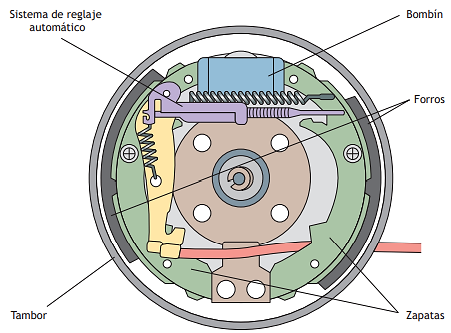 Sistema de reglaje
automático
Bombín
Forros
Tambor
Zapatas